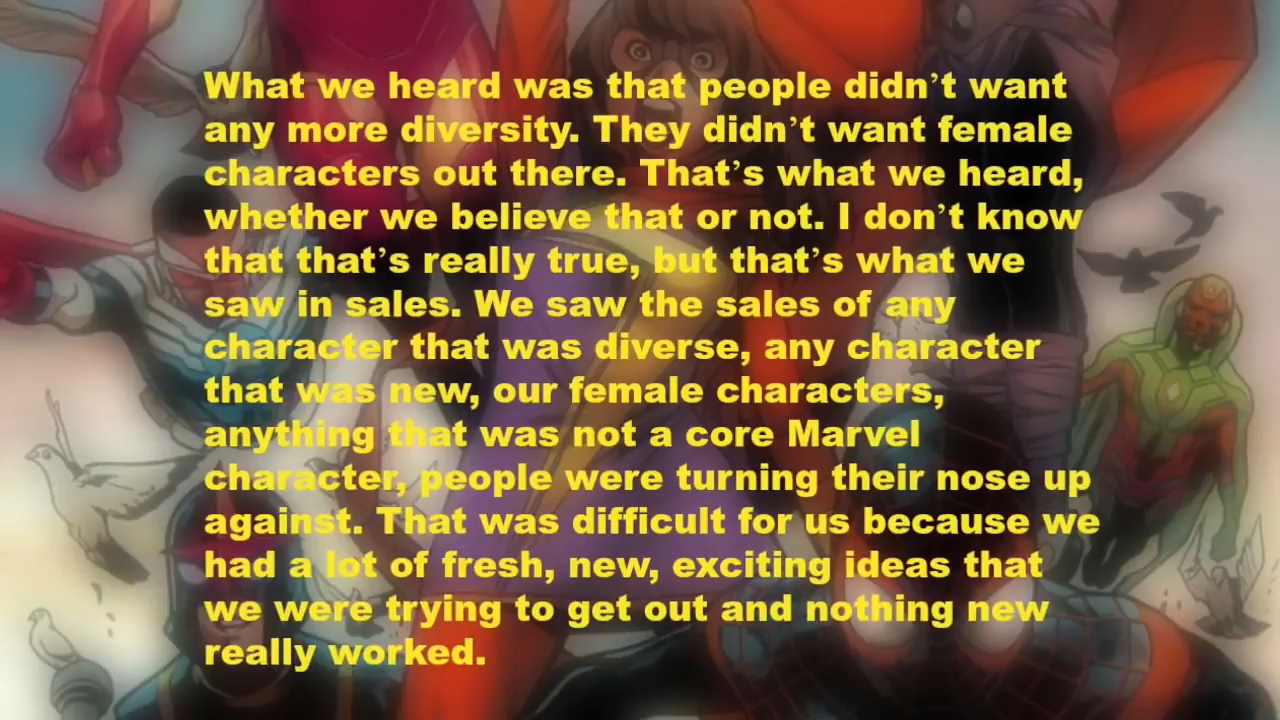 What we heard was that people didn’t want
any more diversity. They didn’t want female
characters out there. That’s what we heard,
whether we believe that or not. I don’t know
that that’s really true, but that’s what we
saw in sales. We saw the sales of any
character that was diverse, any character
that was new, our female characters,
anything that was not a core Marvel
character, people were turning their nose up
against. That was difficult for us because we
had a lot of fresh, new, exciting ideas that
we were trying to get out and nothing new
really worked.